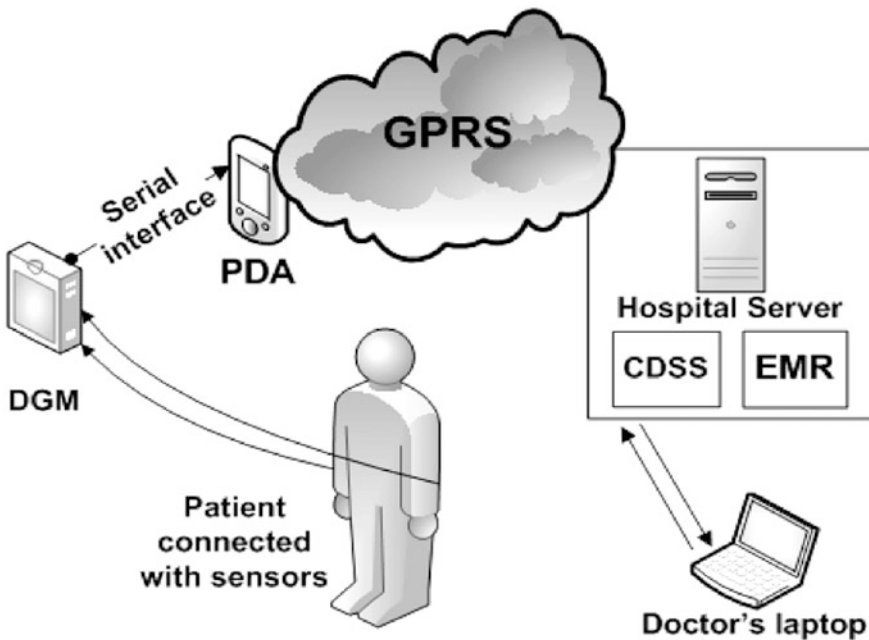 GPRS
Serial
interface
PDA
DGM
Hospital Server
CDSS
EMR
Patient
connected
with sensors
Doctor's laptop